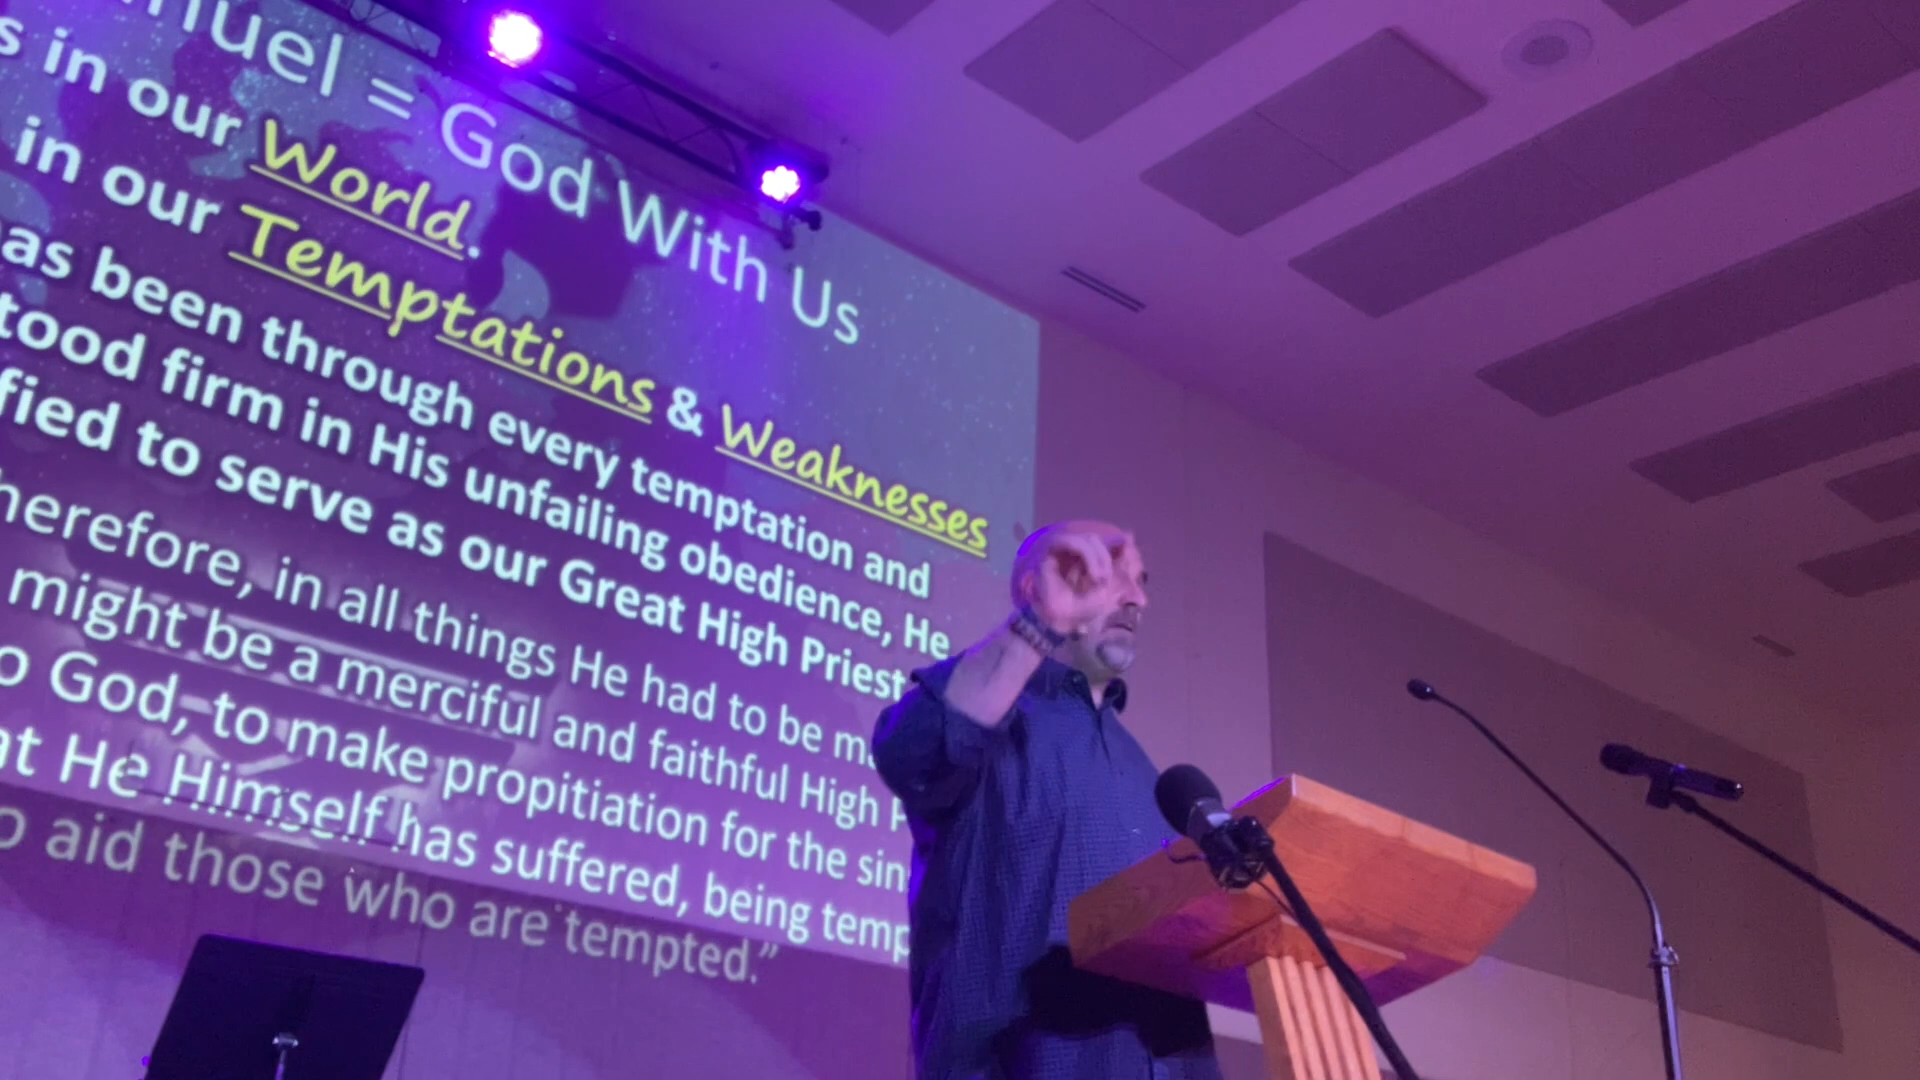 nuel = God With Us
s in our World.
in our Temptations & Weaknesses
as been through every temptation and
tood firm in His unfailing obedience, He
fied to serve as our Great High Priest
herefore, in all things He had to be ma
might be a merciful and faithful High P
o God, to make propitiation for the sin
at He Himself has suffered, being temp
o aid those who are tempted.”